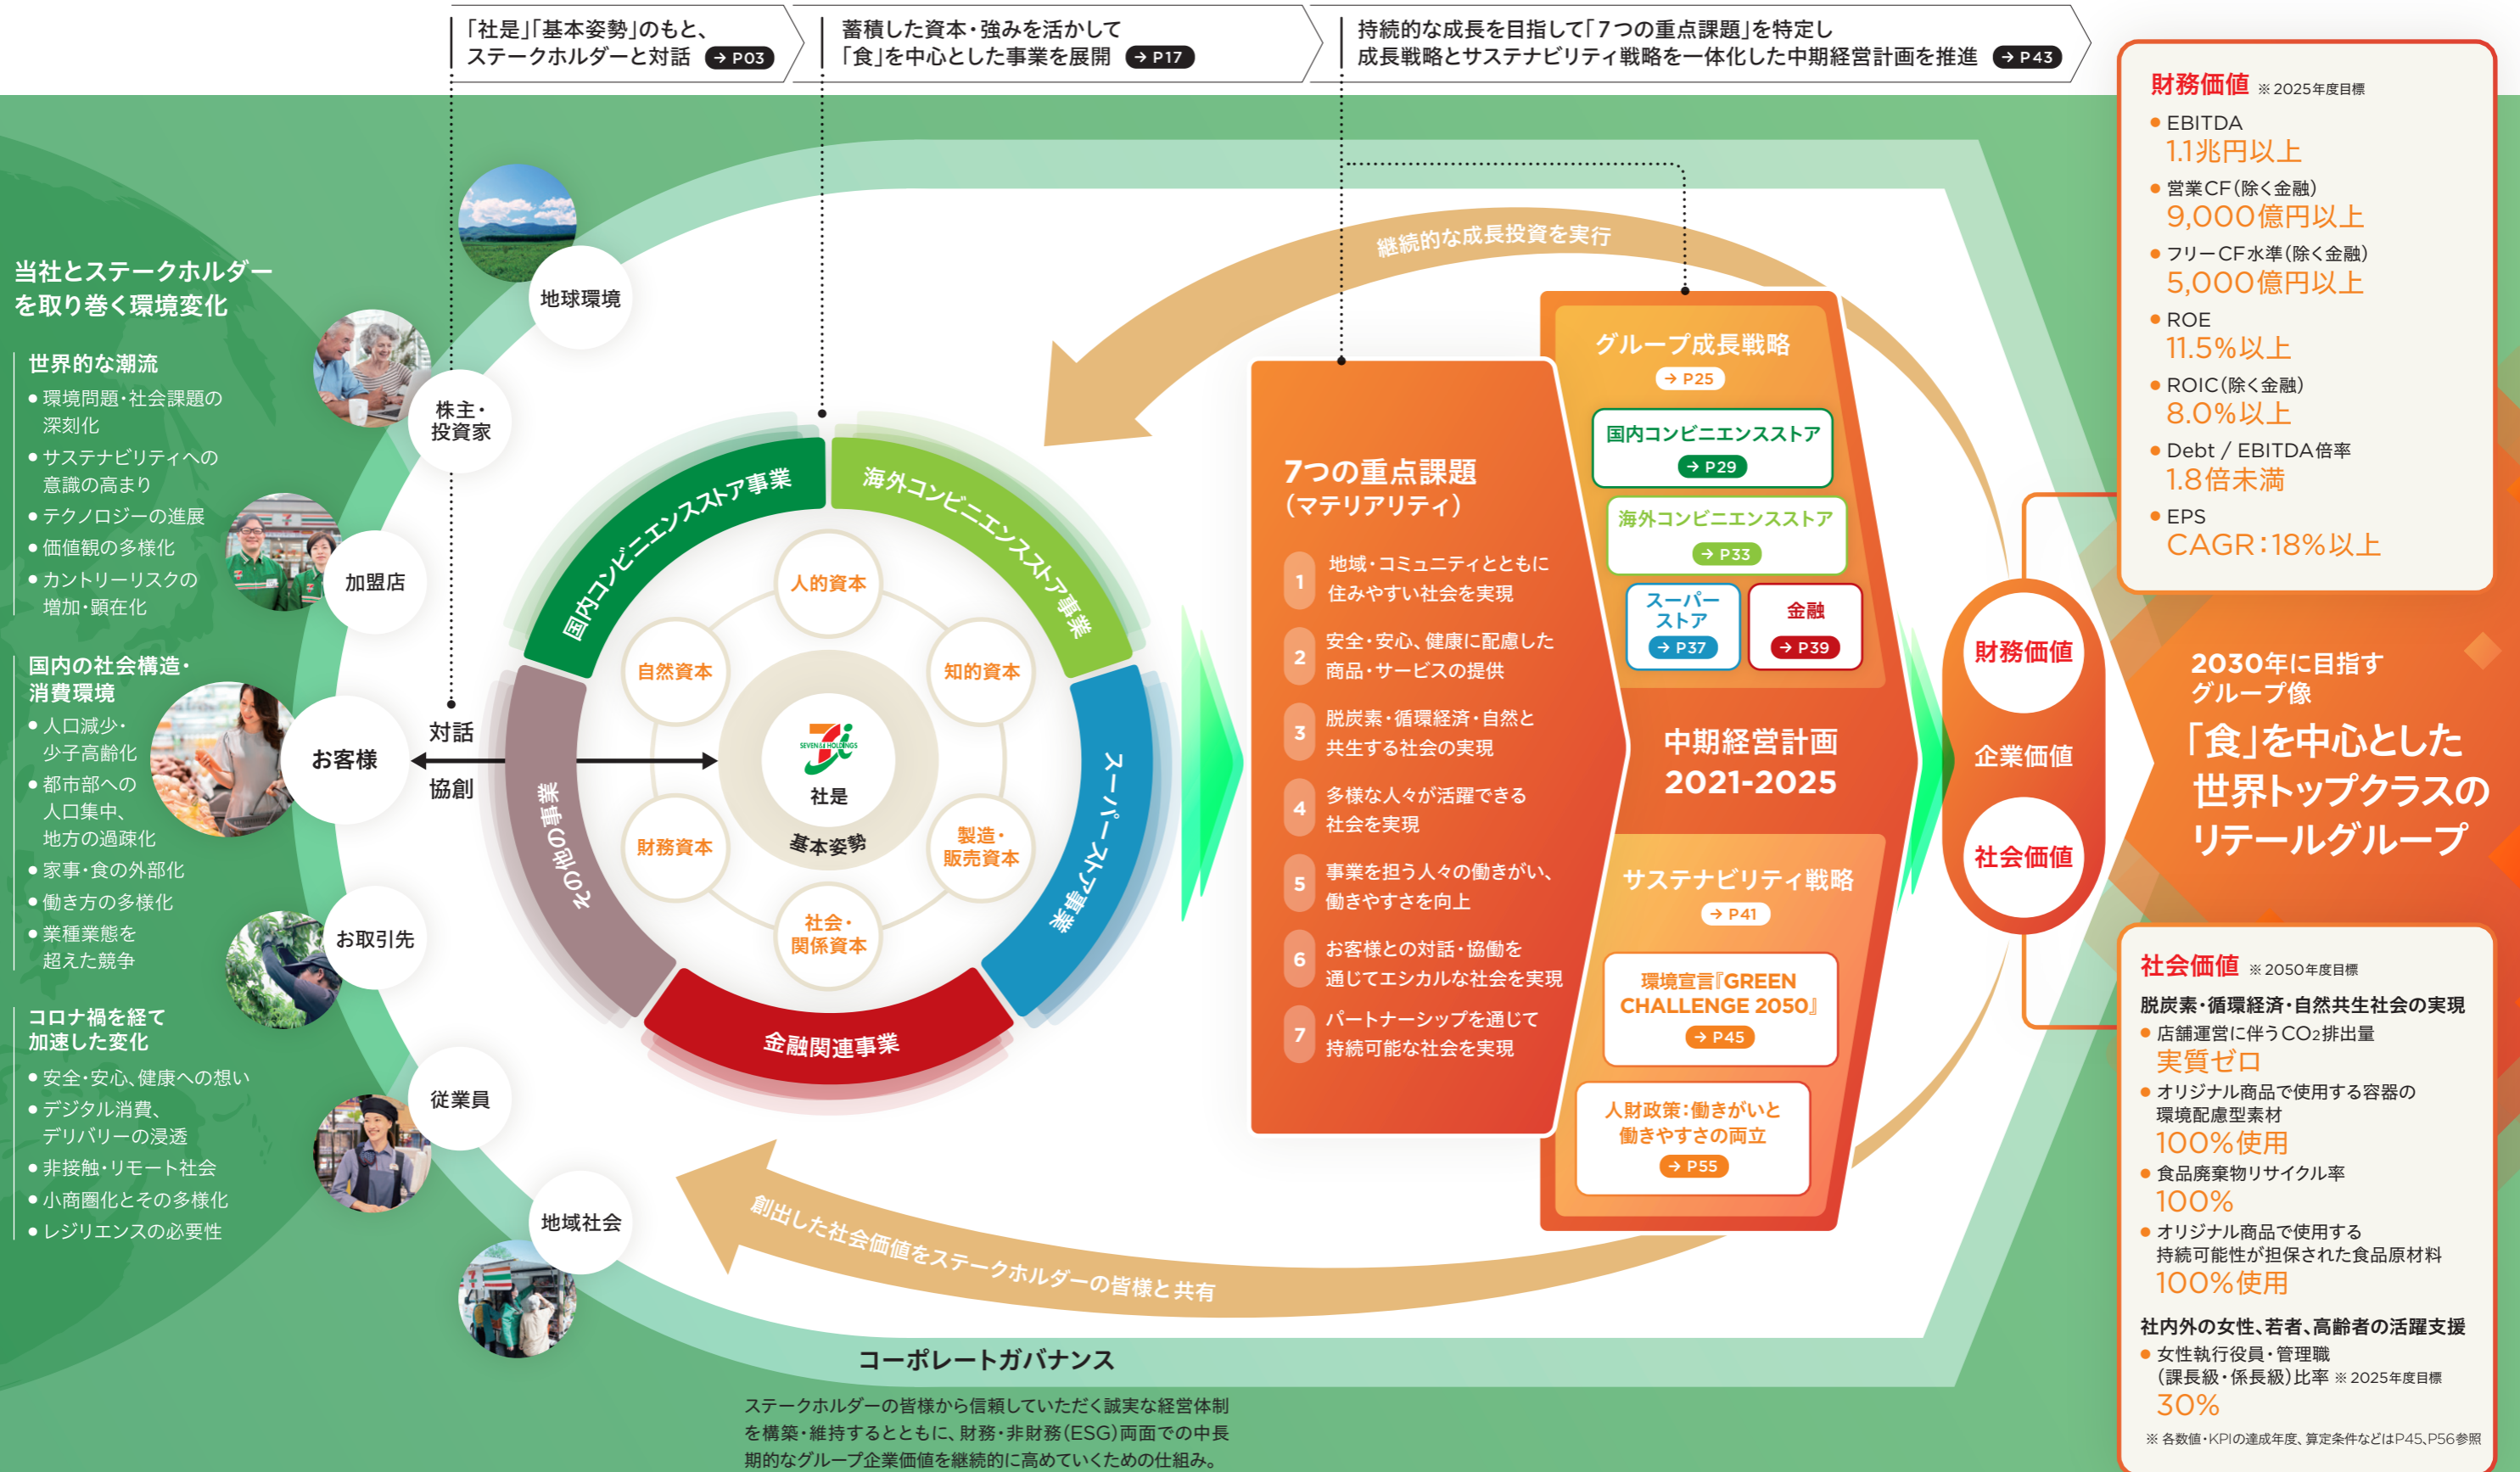 「社是」「基本姿勢」のもと、
ステークホルダーと対話 → P03
蓄積した資本・強みを活かして
「食」を中心とした事業を展開 → P17
持続的な成長を目指して「7つの重点課題」を特定し
成長戦略とサステナビリティ戦略を一体化した中期経営計画を推進 → P43
当社とステークホルダー
を取り巻く環境変化
世界的な潮流
● 環境問題・社会課題の
深刻化
● サステナビリティへの
意識の高まり
● テクノロジーの進展
● 価値観の多様化
● カントリーリスクの
増加・顕在化
国内の社会構造・
消費環境
● 人口減少・
少子高齢化
● 都市部への
人口集中、
地方の過疎化
● 家事・食の外部化
● 働き方の多様化
● 業種業態を
超えた競争
コロナ禍を経て
加速した変化
● 安全・安心、健康への想い
● デジタル消費、
デリバリーの浸透
● 非接触・リモート社会
● 小商圏化とその多様化
● レジリエンスの必要性
地球環境
株主・
投資家
加盟店
お客様
お取引先
従業員
地域社会
対話
協創
国内コンビニエンスストア事業
海外コンビニエンスストア事業
スーパーストア事業
金融関連事業
その他の事業
人的資本
知的資本
製造・
販売資本
社会・
関係資本
財務資本
自然資本
SEVEN & i HOLDINGS
社是
基本姿勢
継続的な成長投資を実行
創出した社会価値をステークホルダーの皆様と共有
7つの重点課題
（マテリアリティ）
1 地域・コミュニティとともに
住みやすい社会を実現
2 安全・安心、健康に配慮した
商品・サービスの提供
3 脱炭素・循環経済・自然と
共生する社会の実現
4 多様な人々が活躍できる
社会を実現
5 事業を担う人々の働きがい、
働きやすさを向上
6 お客様との対話・協働を
通じてエシカルな社会を実現
7 パートナーシップを通じて
持続可能な社会を実現
グループ成長戦略
→ P25
国内コンビニエンスストア
→ P29
海外コンビニエンスストア
→ P33
スーパー
ストア
→ P37
金融
→ P39
中期経営計画
2021-2025
サステナビリティ戦略
→ P41
環境宣言『GREEN
CHALLENGE 2050』
→ P45
人財政策：働きがいと
働きやすさの両立
→ P55
財務価値
企業価値
社会価値
財務価値 ※ 2025年度目標
● EBITDA
1.1兆円以上
● 営業CF（除く金融）
9,000億円以上
● フリーCF水準（除く金融）
5,000億円以上
● ROE
11.5%以上
● ROIC（除く金融）
8.0%以上
● Debt / EBITDA倍率
1.8倍未満
● EPS
CAGR：18%以上
2030年に目指す
グループ像
「食」を中心とした
世界トップクラスの
リテールグループ
社会価値 ※ 2050年度目標
脱炭素・循環経済・自然共生社会の実現
● 店舗運営に伴うCO2排出量
実質ゼロ
● オリジナル商品で使用する容器の
環境配慮型素材
100%使用
● 食品廃棄物リサイクル率
100%
● オリジナル商品で使用する
持続可能性が担保された食品原材料
100%使用
社内外の女性、若者、高齢者の活躍支援
● 女性執行役員・管理職
（課長級・係長級）比率 ※ 2025年度目標
30%
※ 各数値・KPIの達成年度、算定条件などはP45、P56参照
コーポレートガバナンス
ステークホルダーの皆様から信頼していただく誠実な経営体制
を構築・維持するとともに、財務・非財務（ESG）両面での中長
期的なグループ企業価値を継続的に高めていくための仕組み。